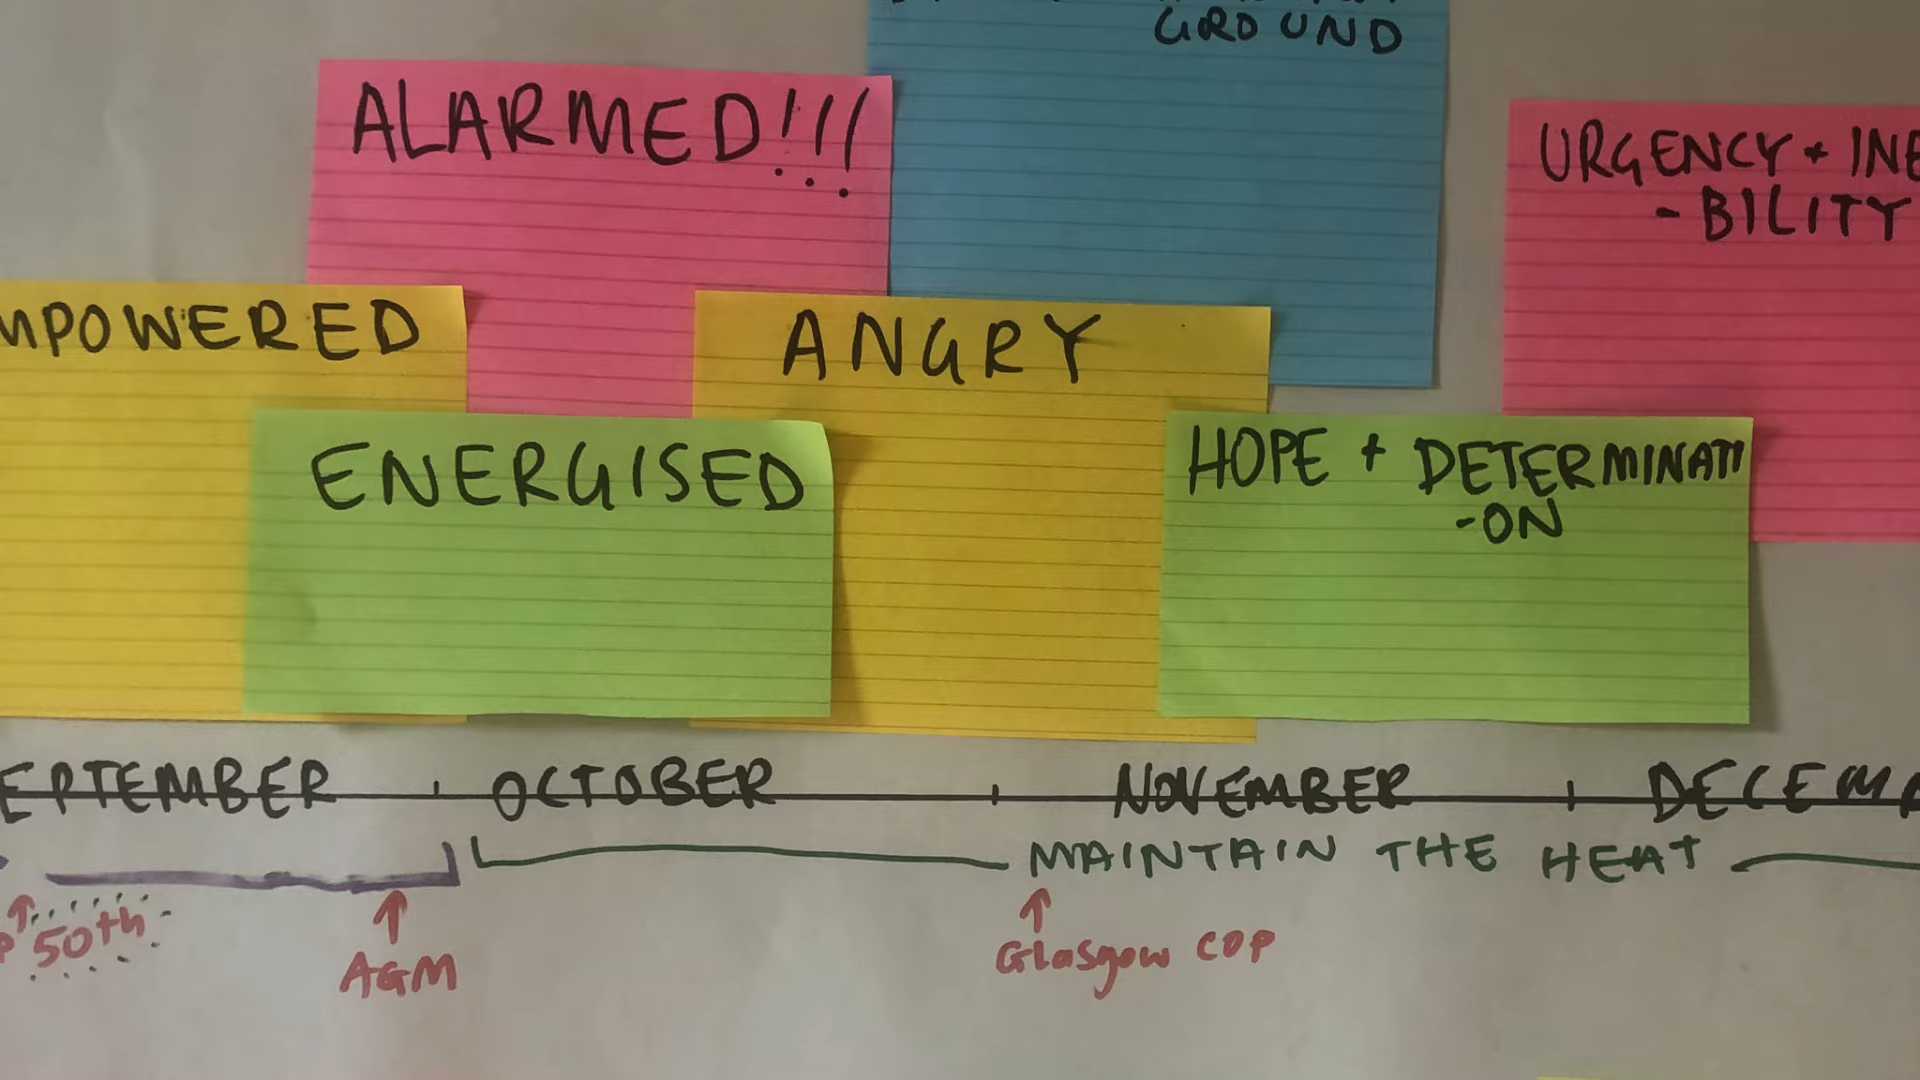 GROUND
ALARMED!!!
URGENCY + INE
-BILITY
MPOWERED
ANGRY
ENERGISED
HOPE + DETERMINATI
-ON
EPTEMBER
OCTOBER
NOVEMBER
DECEMB
MAINTAIN THE HEAT
50th
AGM
Glasgow COP